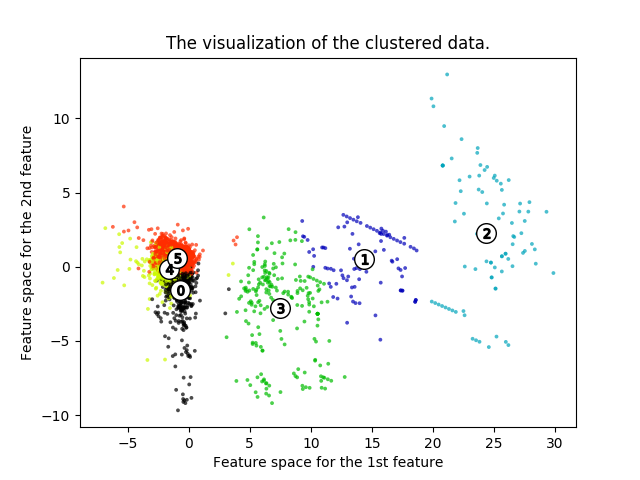 The visualization of the clustered data.
Feature space for the 2nd feature
10
5
0
−5
−10
5
4
0
3
1
2
−5 0 5 10 15 20 25 30
Feature space for the 1st feature